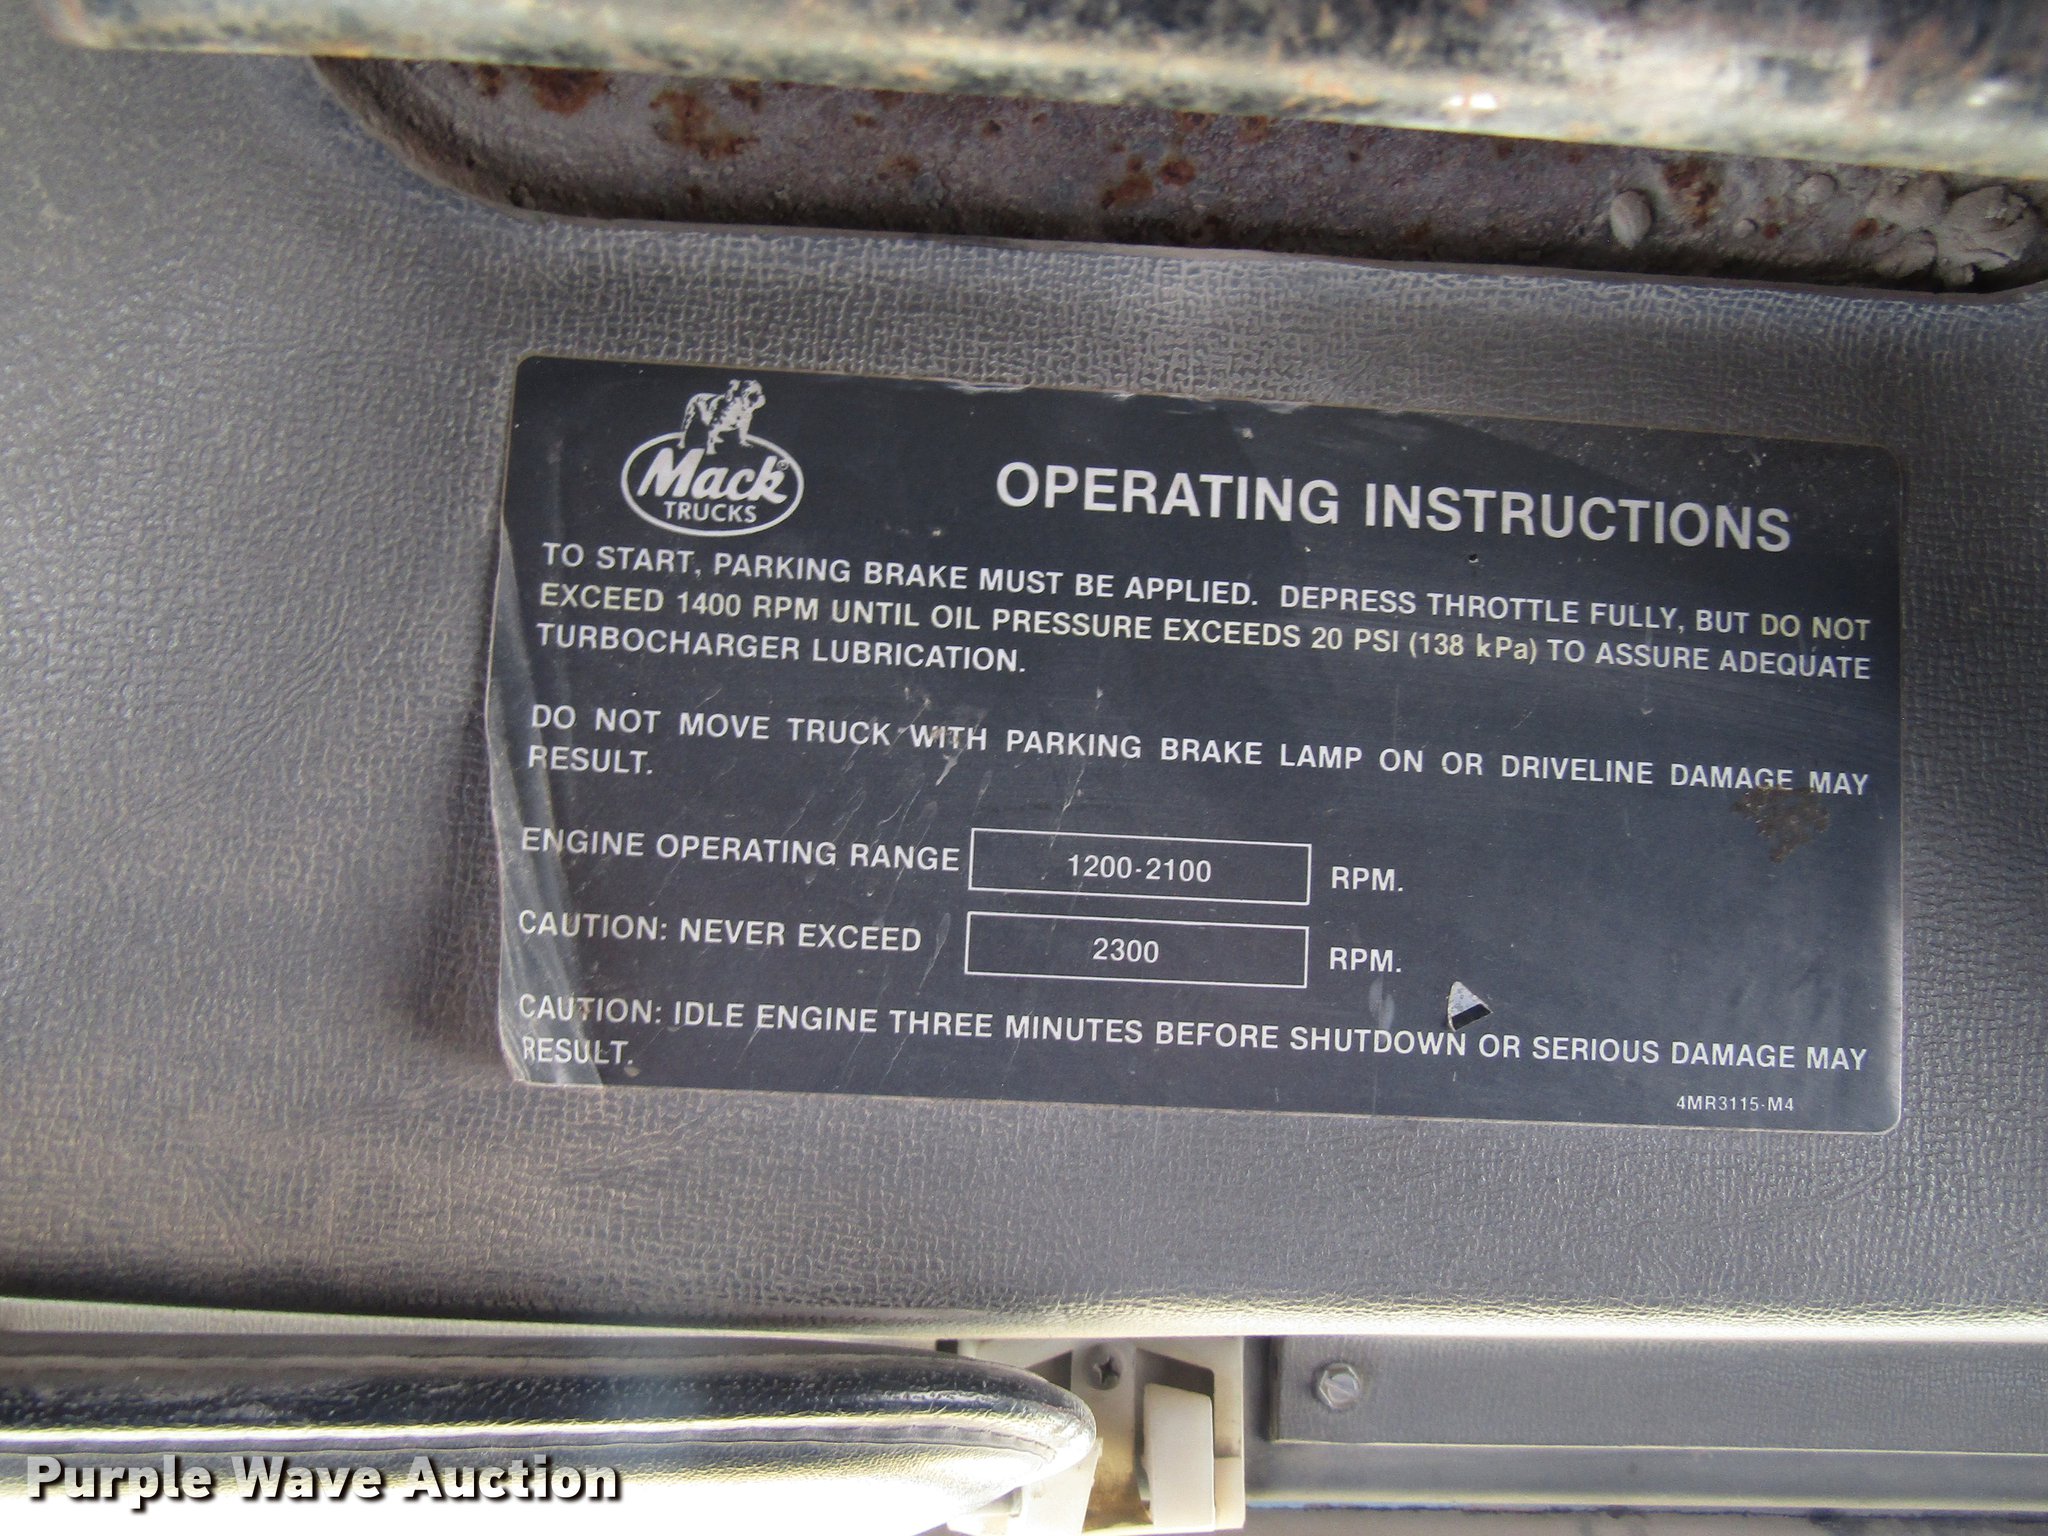 Mack®
TRUCKS
OPERATING INSTRUCTIONS
TO START, PARKING BRAKE MUST BE APPLIED. DEPRESS THROTTLE FULLY, BUT DO NOT
EXCEED 1400 RPM UNTIL OIL PRESSURE EXCEEDS 20 PSI (138 kPa) TO ASSURE ADEQUATE
TURBOCHARGER LUBRICATION.
DO NOT MOVE TRUCK WITH PARKING BRAKE LAMP ON OR DRIVELINE DAMAGE MAY
RESULT.
ENGINE OPERATING RANGE 1200-2100 RPM.
CAUTION: NEVER EXCEED 2300 RPM.
CAUTION: IDLE ENGINE THREE MINUTES BEFORE SHUTDOWN OR SERIOUS DAMAGE MAY
RESULT.
4MR3115-M4
Purple Wave Auction